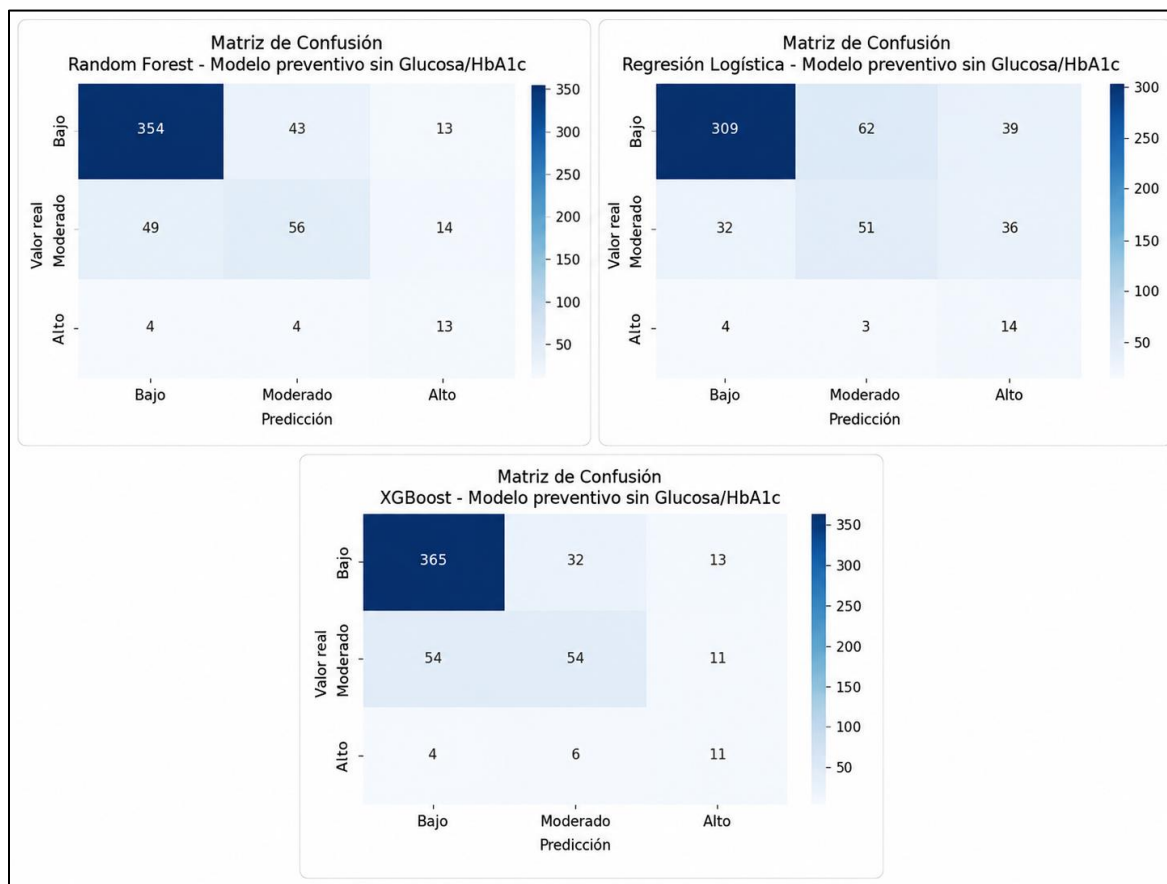 Matriz de Confusión
Random Forest - Modelo preventivo sin Glucosa/HbA1c
Valor real
Bajo
Moderado
Alto
354 43 13
49 56 14
4 4 13
Bajo Moderado Alto
Predicción
350
300
250
200
150
100
50
Matriz de Confusión
Regresión Logística - Modelo preventivo sin Glucosa/HbA1c
Valor real
Bajo
Moderado
Alto
309 62 39
32 51 36
4 3 14
Bajo Moderado Alto
Predicción
300
250
200
150
100
50
Matriz de Confusión
XGBoost - Modelo preventivo sin Glucosa/HbA1c
Valor real
Bajo
Moderado
Alto
365 32 13
54 54 11
4 6 11
Bajo Moderado Alto
Predicción
350
300
250
200
150
100
50